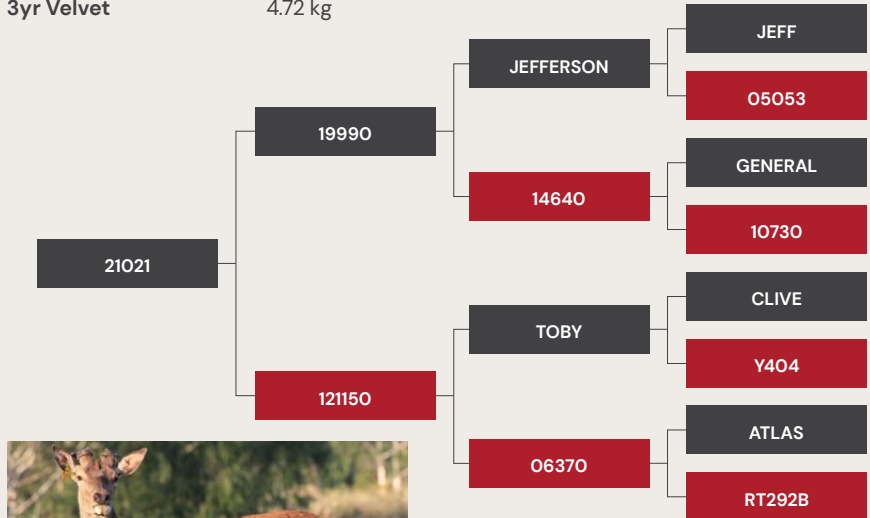 3yr Velvet 4.72 kg
JEFF
JEFFERSON
05053
19990
GENERAL
14640
10730
21021
CLIVE
TOBY
Y404
121150
ATLAS
06370
RT292B